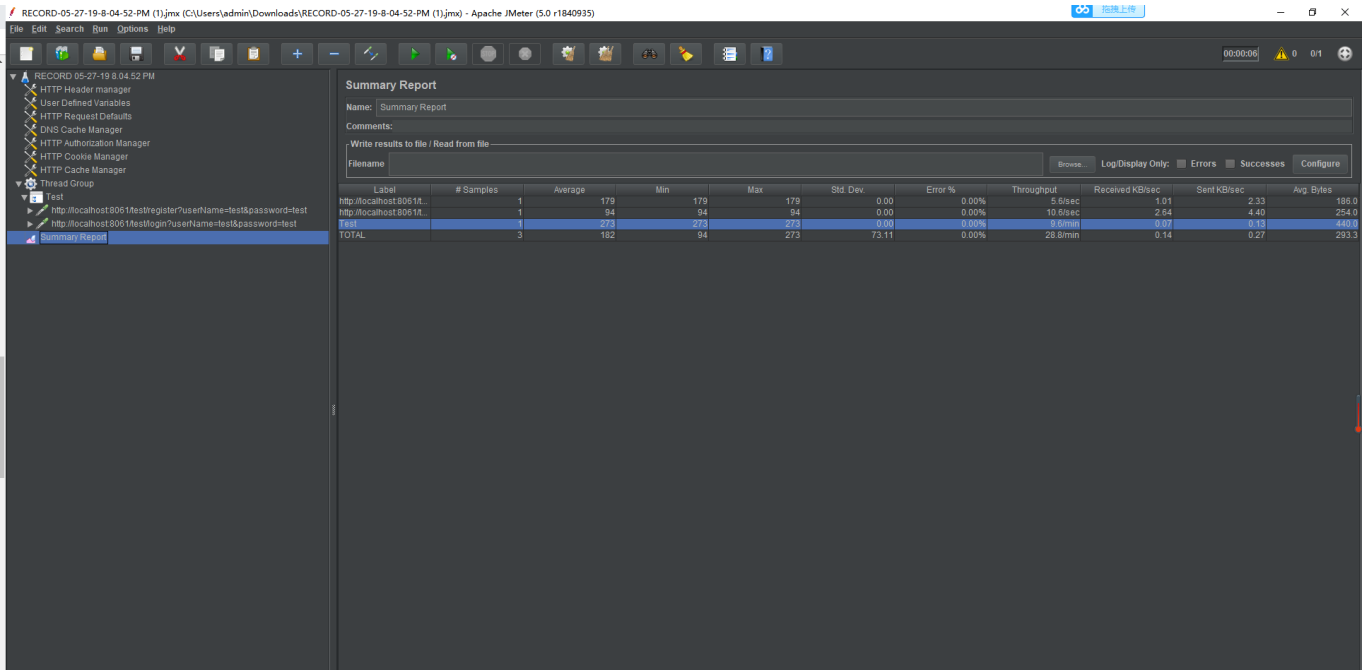 RECORD-05-27-19-8-04-52-PM (1).jmx (C:\Users\admin\Downloads\RECORD-05-27-19-8-04-52-PM (1).jmx) - Apache JMeter (5.0 r1840935)
拖拽上传
File Edit Search Run Options Help
00:00:06 0 0/1
RECORD 05-27-19 8.04.52 PM
HTTP Header manager
User Defined Variables
HTTP Request Defaults
DNS Cache Manager
HTTP Authorization Manager
HTTP Cookie Manager
HTTP Cache Manager
Thread Group
Test
http://localhost:8061/test/register?userName=test&password=test
http://localhost:8061/test/login?userName=test&password=test
Summary Report
Summary Report
Name: Summary Report
Comments:
Write results to file / Read from file
Filename Browse... Log/Display Only: Errors Successes Configure
Label # Samples Average Min Max Std. Dev. Error % Throughput Received KB/sec Sent KB/sec Avg. Bytes
http://localhost:8061/t... 1 179 179 179 0.00 0.00% 5.6/sec 1.01 2.33 186.0
http://localhost:8061/t... 1 94 94 94 0.00 0.00% 10.6/sec 2.64 4.40 254.0
Test 1 273 273 273 0.00 0.00% 9.6/min 0.07 0.13 440.0
TOTAL 3 182 94 273 73.11 0.00% 28.8/min 0.14 0.27 293.3